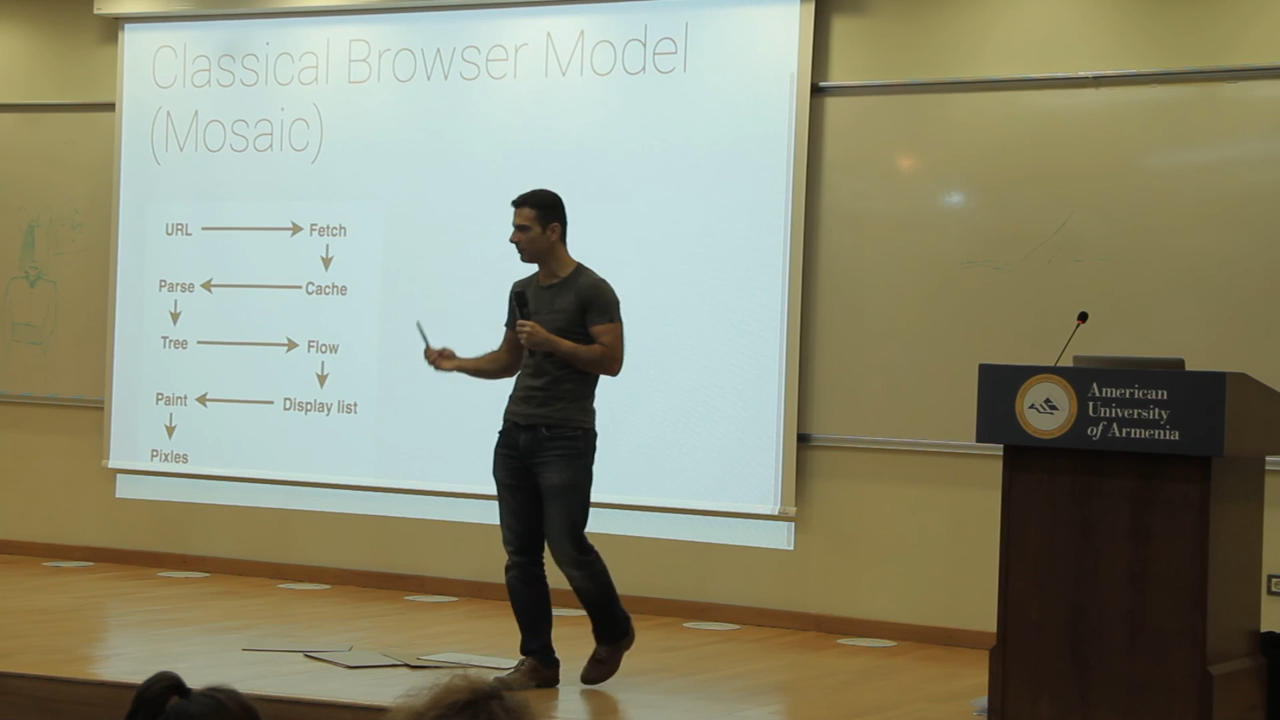 Classical Browser Model
(Mosaic)
URL Fetch
Parse Cache
Tree Flow
Paint Display list
Pixles
American
University
of Armenia